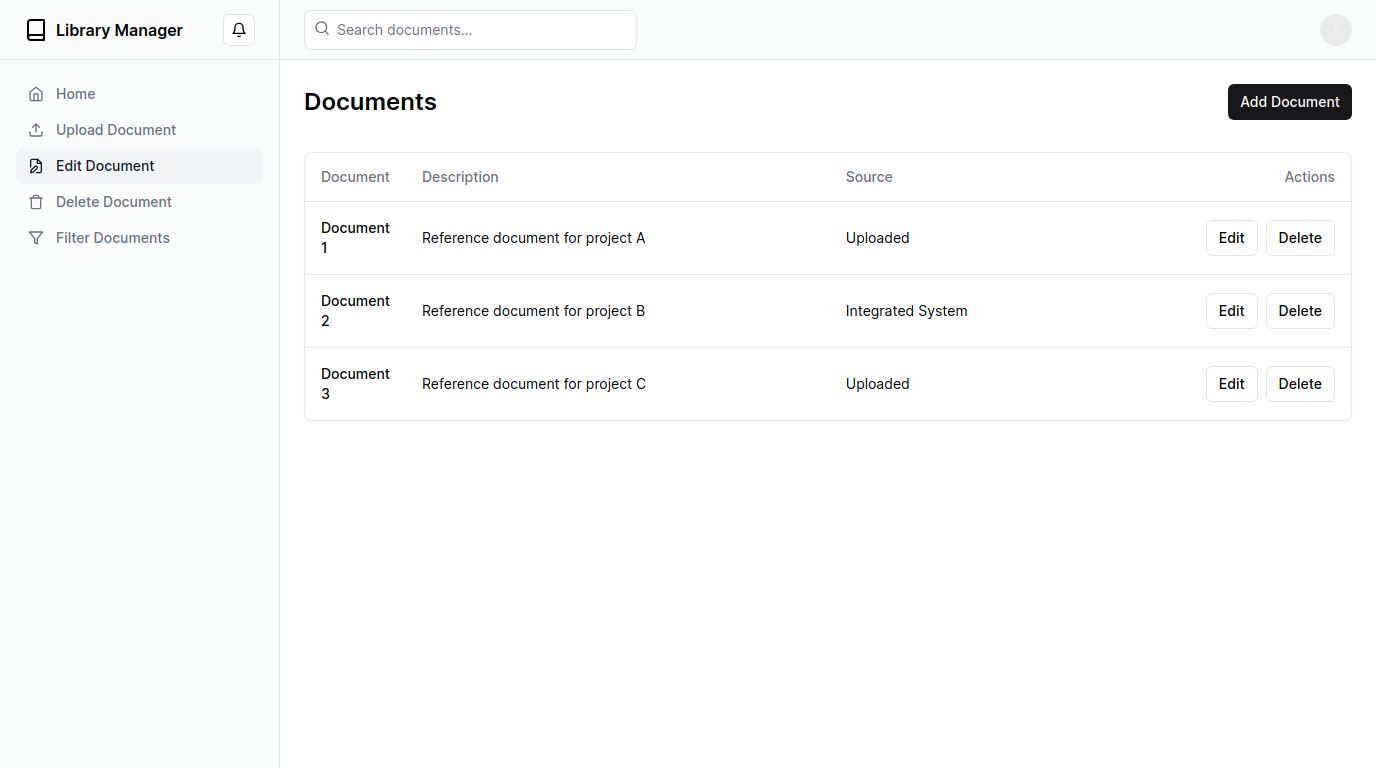 Library Manager
Search documents...
Home
Upload Document
Edit Document
Delete Document
Filter Documents
Documents
Add Document
Document Description Source Actions
Document
1
Reference document for project A Uploaded Edit Delete
Document
2
Reference document for project B Integrated System Edit Delete
Document
3
Reference document for project C Uploaded Edit Delete